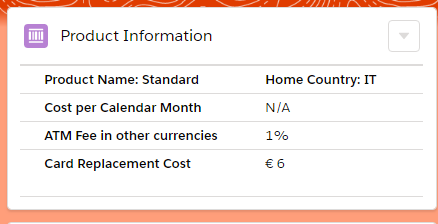 Product Information
Product Name: Standard Home Country: IT
Cost per Calendar Month N/A
ATM Fee in other currencies 1%
Card Replacement Cost € 6